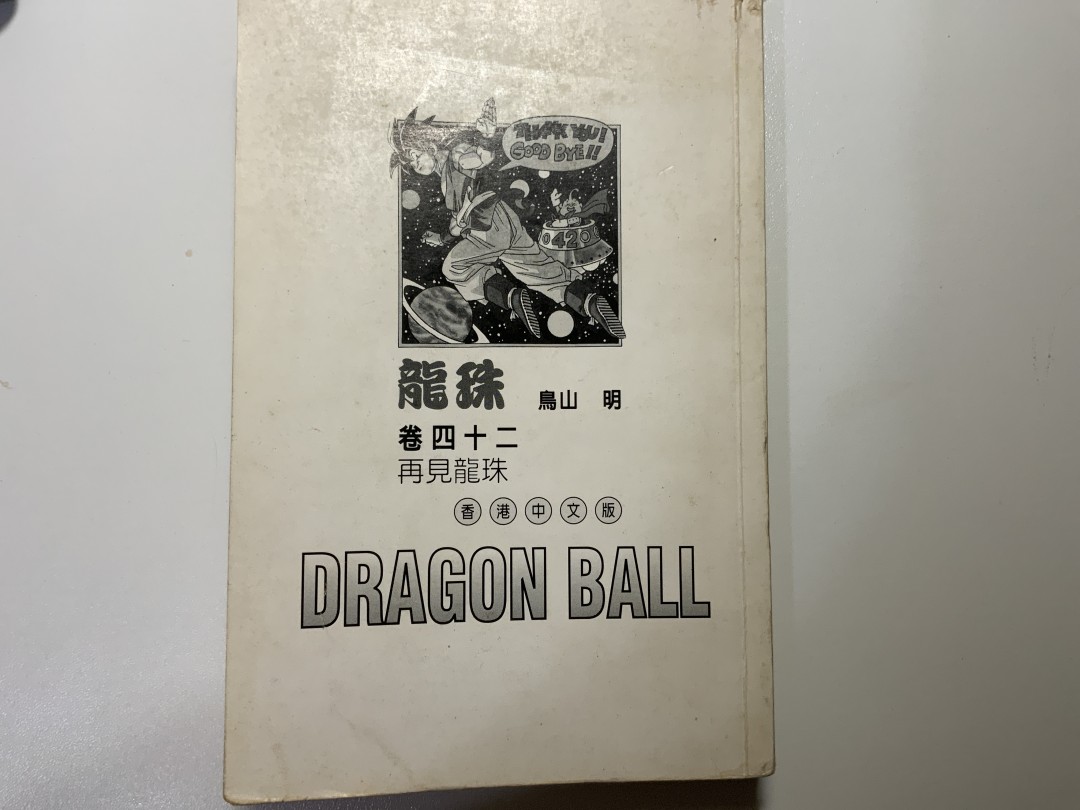 THANK YOU!
GOOD BYE!!
042
龍珠 鳥山 明
卷四十二
再見龍珠
香港中文版
DRAGON BALL